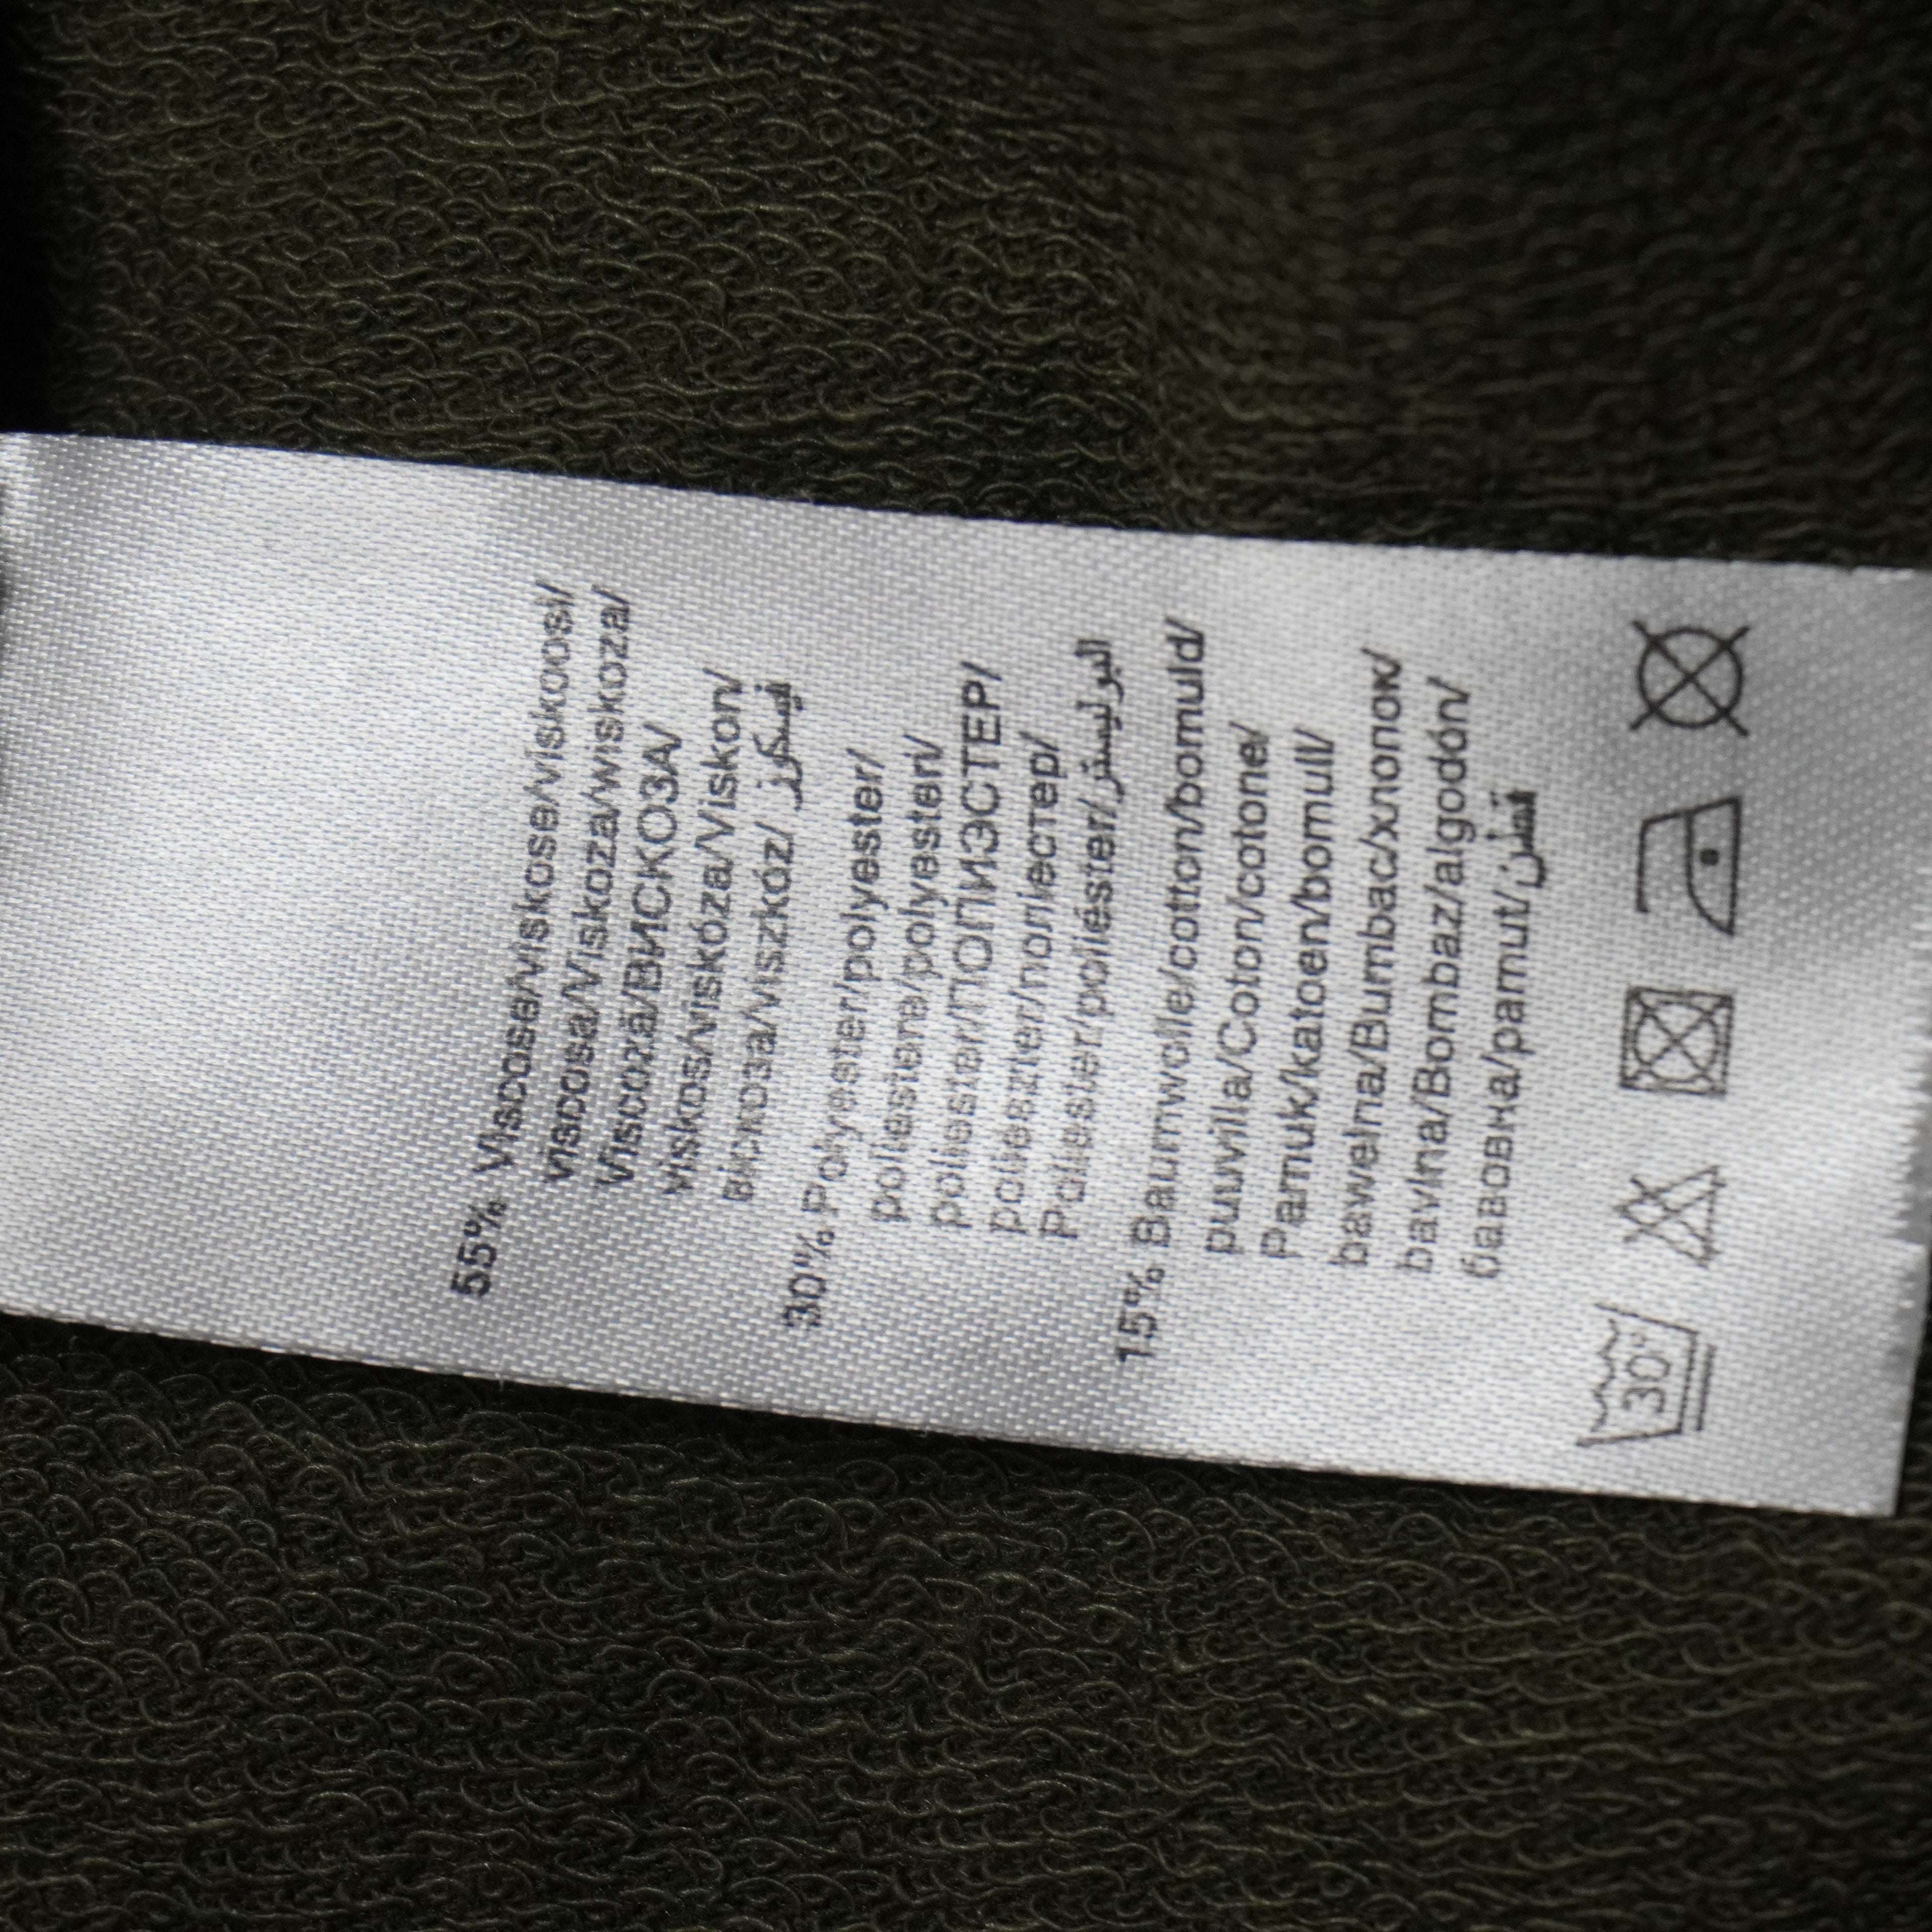 55% Viscose/viskose/viskoosi/
viscosa/Viskoza/wiskoza/
Viscoză/ВИСКОЗА/
viskos/viskóza/Viskon/
віскоза/viszkóz/ فيسكوز
30% Polyester/polyester/
poliestere/polyesteri/
poliester/ПОЛИЭСТЕР/
polieszter/поліестер/
Poliester/poliéster/البوليستر
15% Baumwolle/cotton/bomuld/
puuvilla/Coton/cotone/
Pamuk/katoen/bomull/
bawełna/Bumbac/хлопок/
bavlna/Bombaz/algodón/
бавовна/pamut/قطن
30°